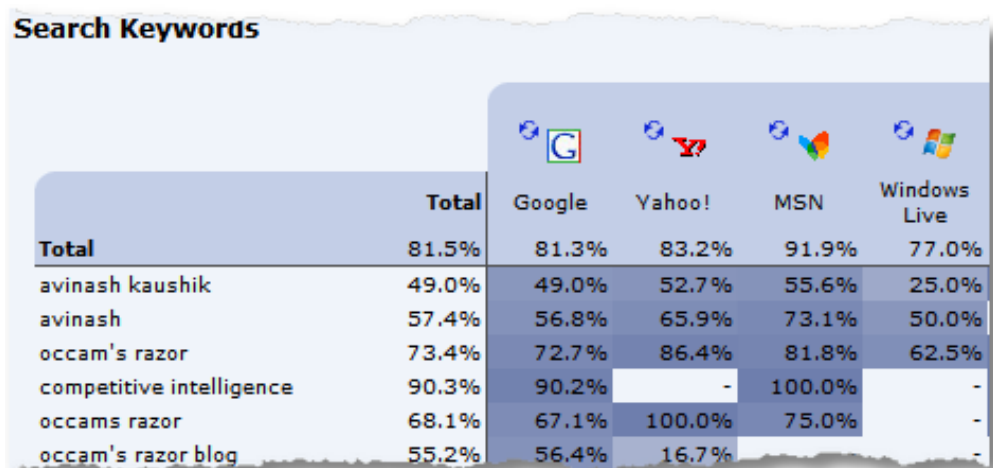 Search Keywords
G Y! 
Total Google Yahoo! MSN Windows Live
Total 81.5% 81.3% 83.2% 91.9% 77.0%
avinash kaushik 49.0% 49.0% 52.7% 55.6% 25.0%
avinash 57.4% 56.8% 65.9% 73.1% 50.0%
occam's razor 73.4% 72.7% 86.4% 81.8% 62.5%
competitive intelligence 90.3% 90.2% - 100.0% -
occams razor 68.1% 67.1% 100.0% 75.0% -
occam's razor blog 55.2% 56.4% 16.7%